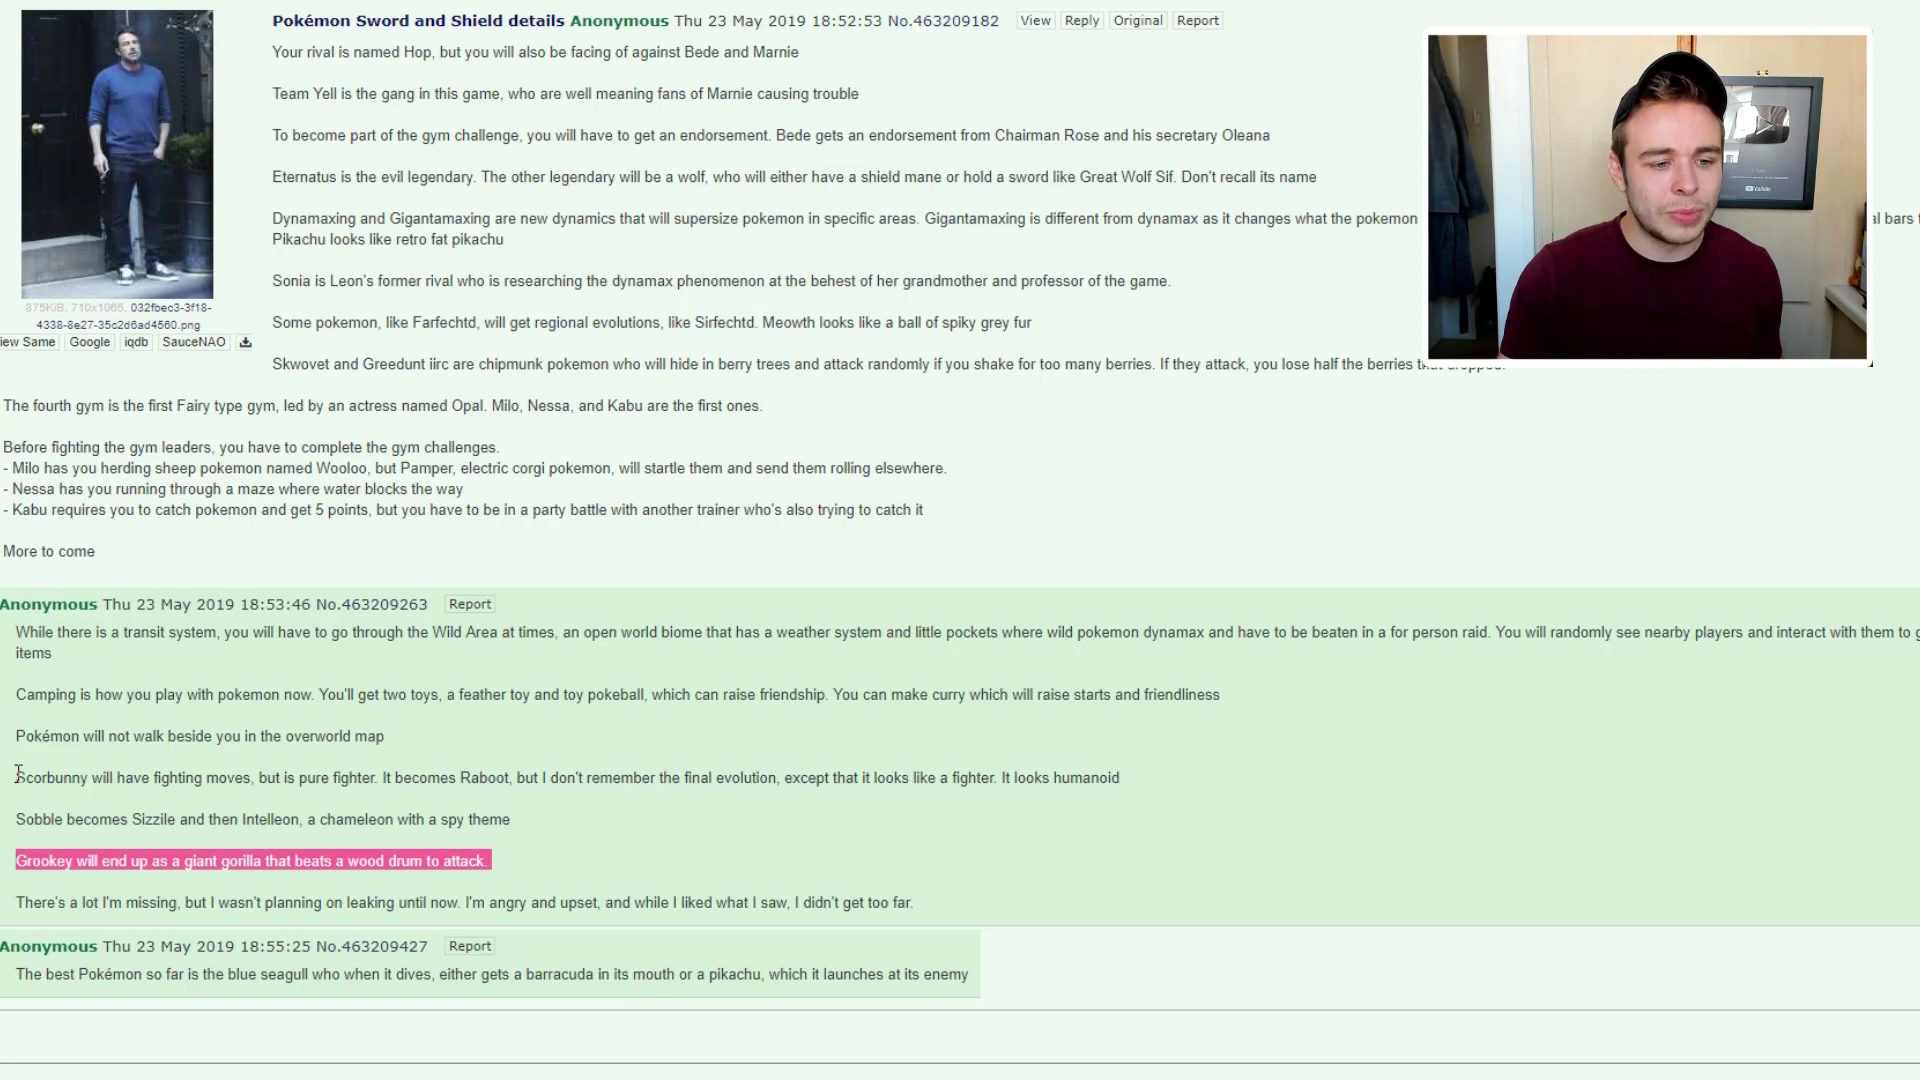 Pokémon Sword and Shield details Anonymous Thu 23 May 2019 18:52:53 No.463209182 View Reply Original Report
Your rival is named Hop, but you will also be facing of against Bede and Marnie
Team Yell is the gang in this game, who are well meaning fans of Marnie causing trouble
To become part of the gym challenge, you will have to get an endorsement. Bede gets an endorsement from Chairman Rose and his secretary Oleana
Eternatus is the evil legendary. The other legendary will be a wolf, who will either have a shield mane or hold a sword like Great Wolf Sif. Don't recall its name
Dynamaxing and Gigantamaxing are new dynamics that will supersize pokemon in specific areas. Gigantamaxing is different from dynamax as it changes what the pokemon
al bars
Pikachu looks like retro fat pikachu
Sonia is Leon's former rival who is researching the dynamax phenomenon at the behest of her grandmother and professor of the game.
Some pokemon, like Farfechtd, will get regional evolutions, like Sirfechtd. Meowth looks like a ball of spiky grey fur
Skwovet and Greedunt iirc are chipmunk pokemon who will hide in berry trees and attack randomly if you shake for too many berries. If they attack, you lose half the berries
875KiB, 710x1065, 032fbec3-3f18-
4338-8e27-35c2d6ad4560.png
iew Same Google iqdb SauceNAO
The fourth gym is the first Fairy type gym, led by an actress named Opal. Milo, Nessa, and Kabu are the first ones.
Before fighting the gym leaders, you have to complete the gym challenges.
- Milo has you herding sheep pokemon named Wooloo, but Pamper, electric corgi pokemon, will startle them and send them rolling elsewhere.
- Nessa has you running through a maze where water blocks the way
- Kabu requires you to catch pokemon and get 5 points, but you have to be in a party battle with another trainer who's also trying to catch it
More to come
Anonymous Thu 23 May 2019 18:53:46 No.463209263 Report
While there is a transit system, you will have to go through the Wild Area at times, an open world biome that has a weather system and little pockets where wild pokemon dynamax and have to be beaten in a for person raid. You will randomly see nearby players and interact with them to g
items
Camping is how you play with pokemon now. You'll get two toys, a feather toy and toy pokeball, which can raise friendship. You can make curry which will raise starts and friendliness
Pokémon will not walk beside you in the overworld map
Scorbunny will have fighting moves, but is pure fighter. It becomes Raboot, but I don't remember the final evolution, except that it looks like a fighter. It looks humanoid
Sobble becomes Sizzile and then Intelleon, a chameleon with a spy theme
Grookey will end up as a giant gorilla that beats a wood drum to attack.
There's a lot I'm missing, but I wasn't planning on leaking until now. I'm angry and upset, and while I liked what I saw, I didn't get too far.
Anonymous Thu 23 May 2019 18:55:25 No.463209427 Report
The best Pokémon so far is the blue seagull who when it dives, either gets a barracuda in its mouth or a pikachu, which it launches at its enemy
YouTube